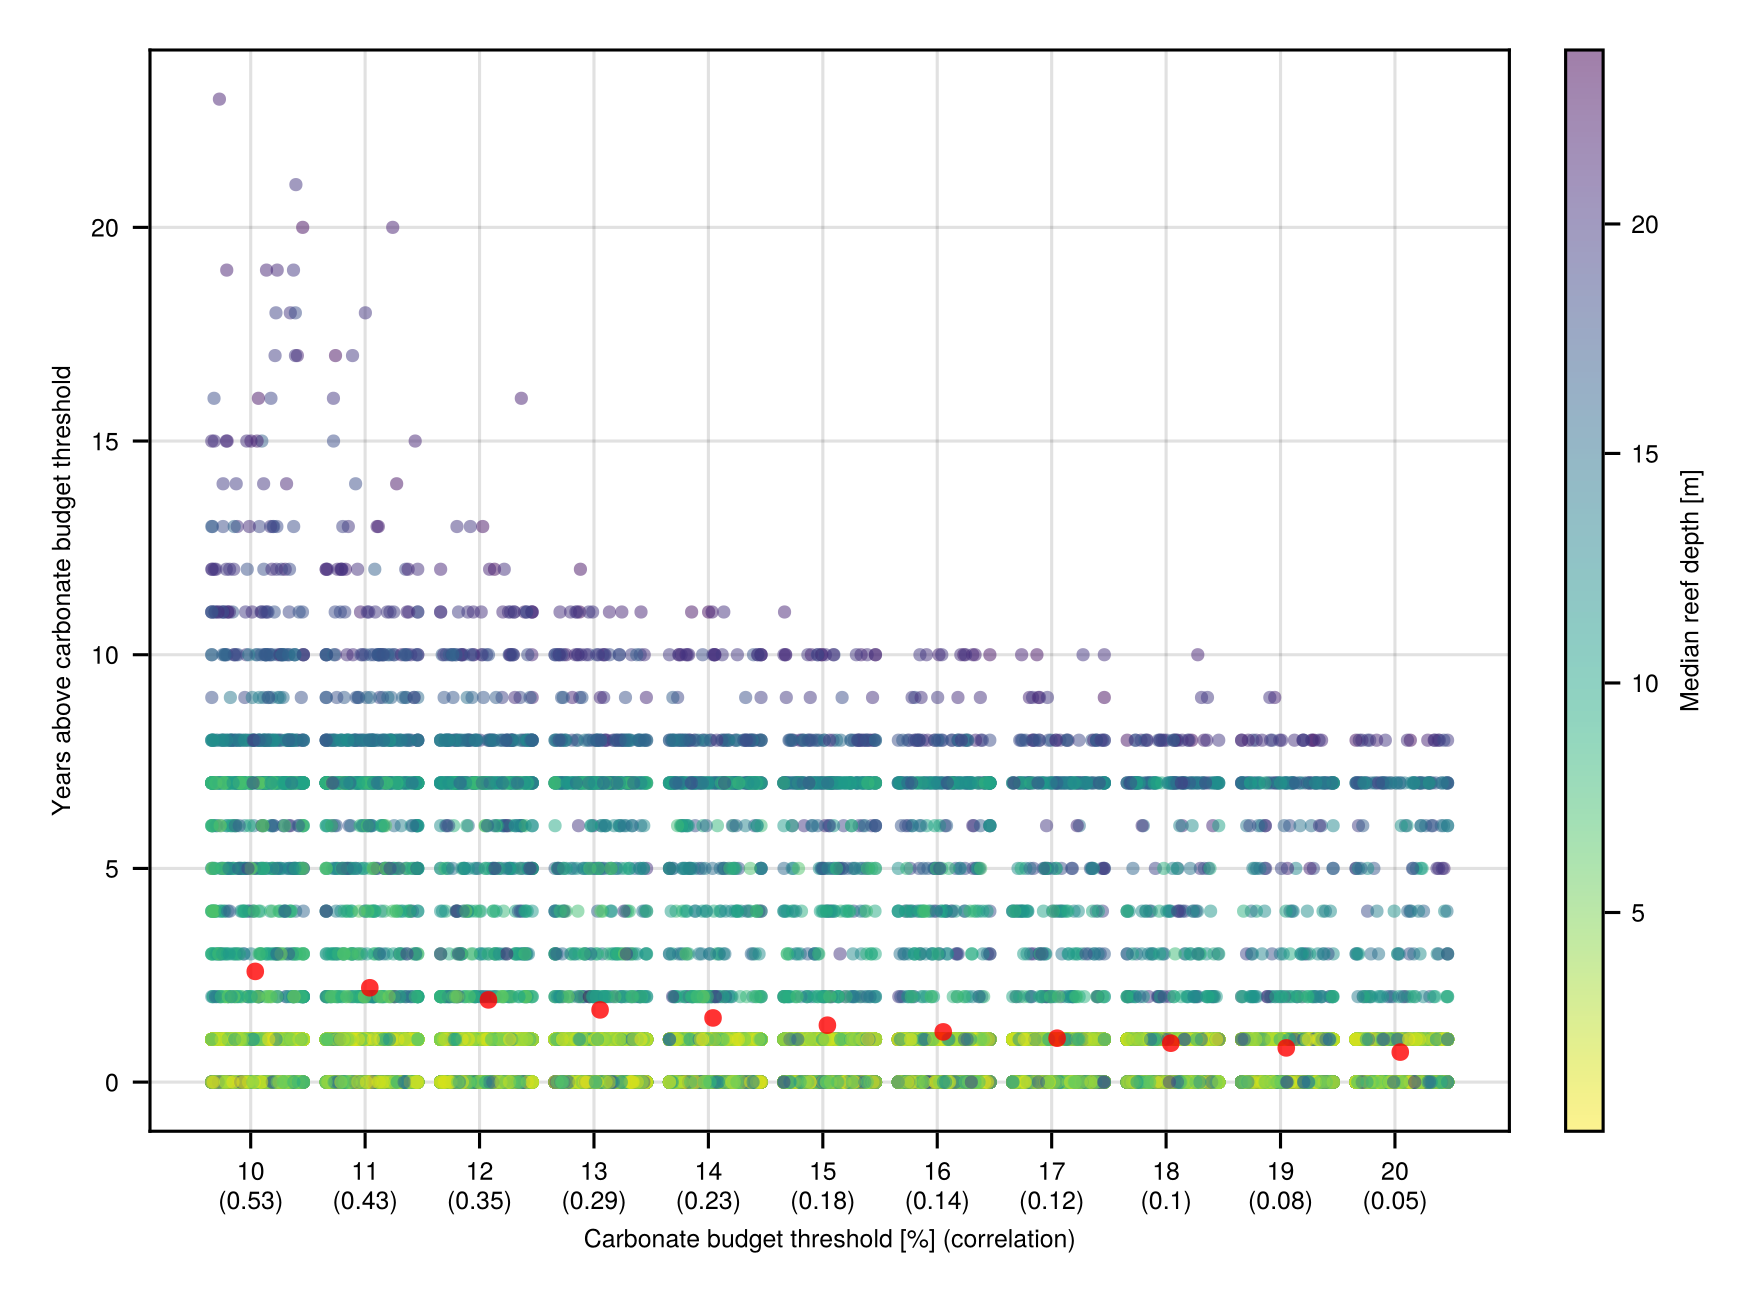 Years above carbonate budget threshold
20
15
10
5
0
10 11 12 13 14 15 16 17 18 19 20
(0.53) (0.43) (0.35) (0.29) (0.23) (0.18) (0.14) (0.12) (0.1) (0.08) (0.05)
Carbonate budget threshold [%] (correlation)
20
15
10
5
Median reef depth [m]